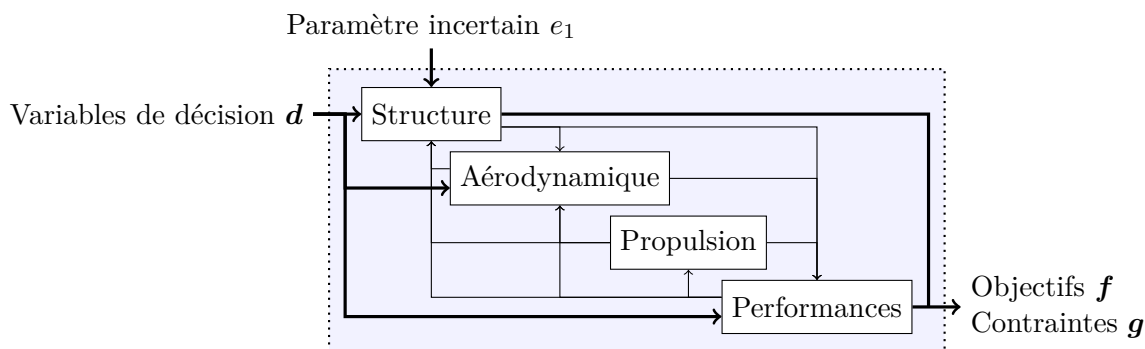 Paramètre incertain e₁
Variables de décision d
Structure
Aérodynamique
Propulsion
Performances
Objectifs f
Contraintes g